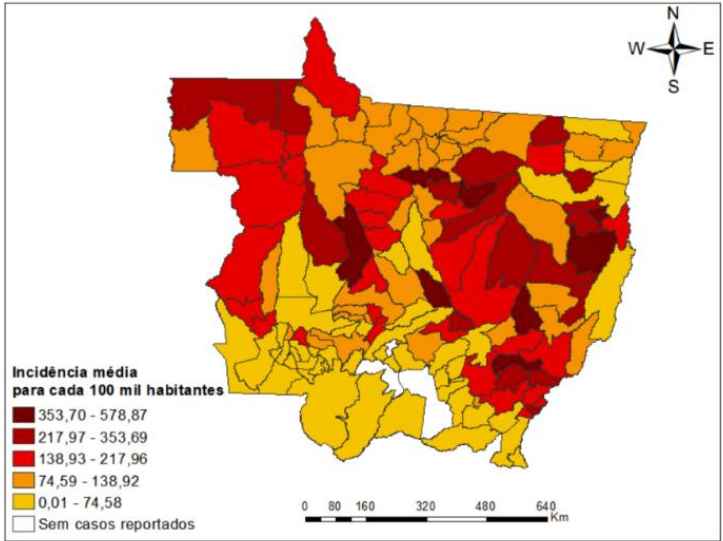 N
W E
S
Incidência média
para cada 100 mil habitantes
353,70 - 578,87
217,97 - 353,69
138,93 - 217,96
74,59 - 138,92
0,01 - 74,58
Sem casos reportados
0 80 160 320 480 640
Km